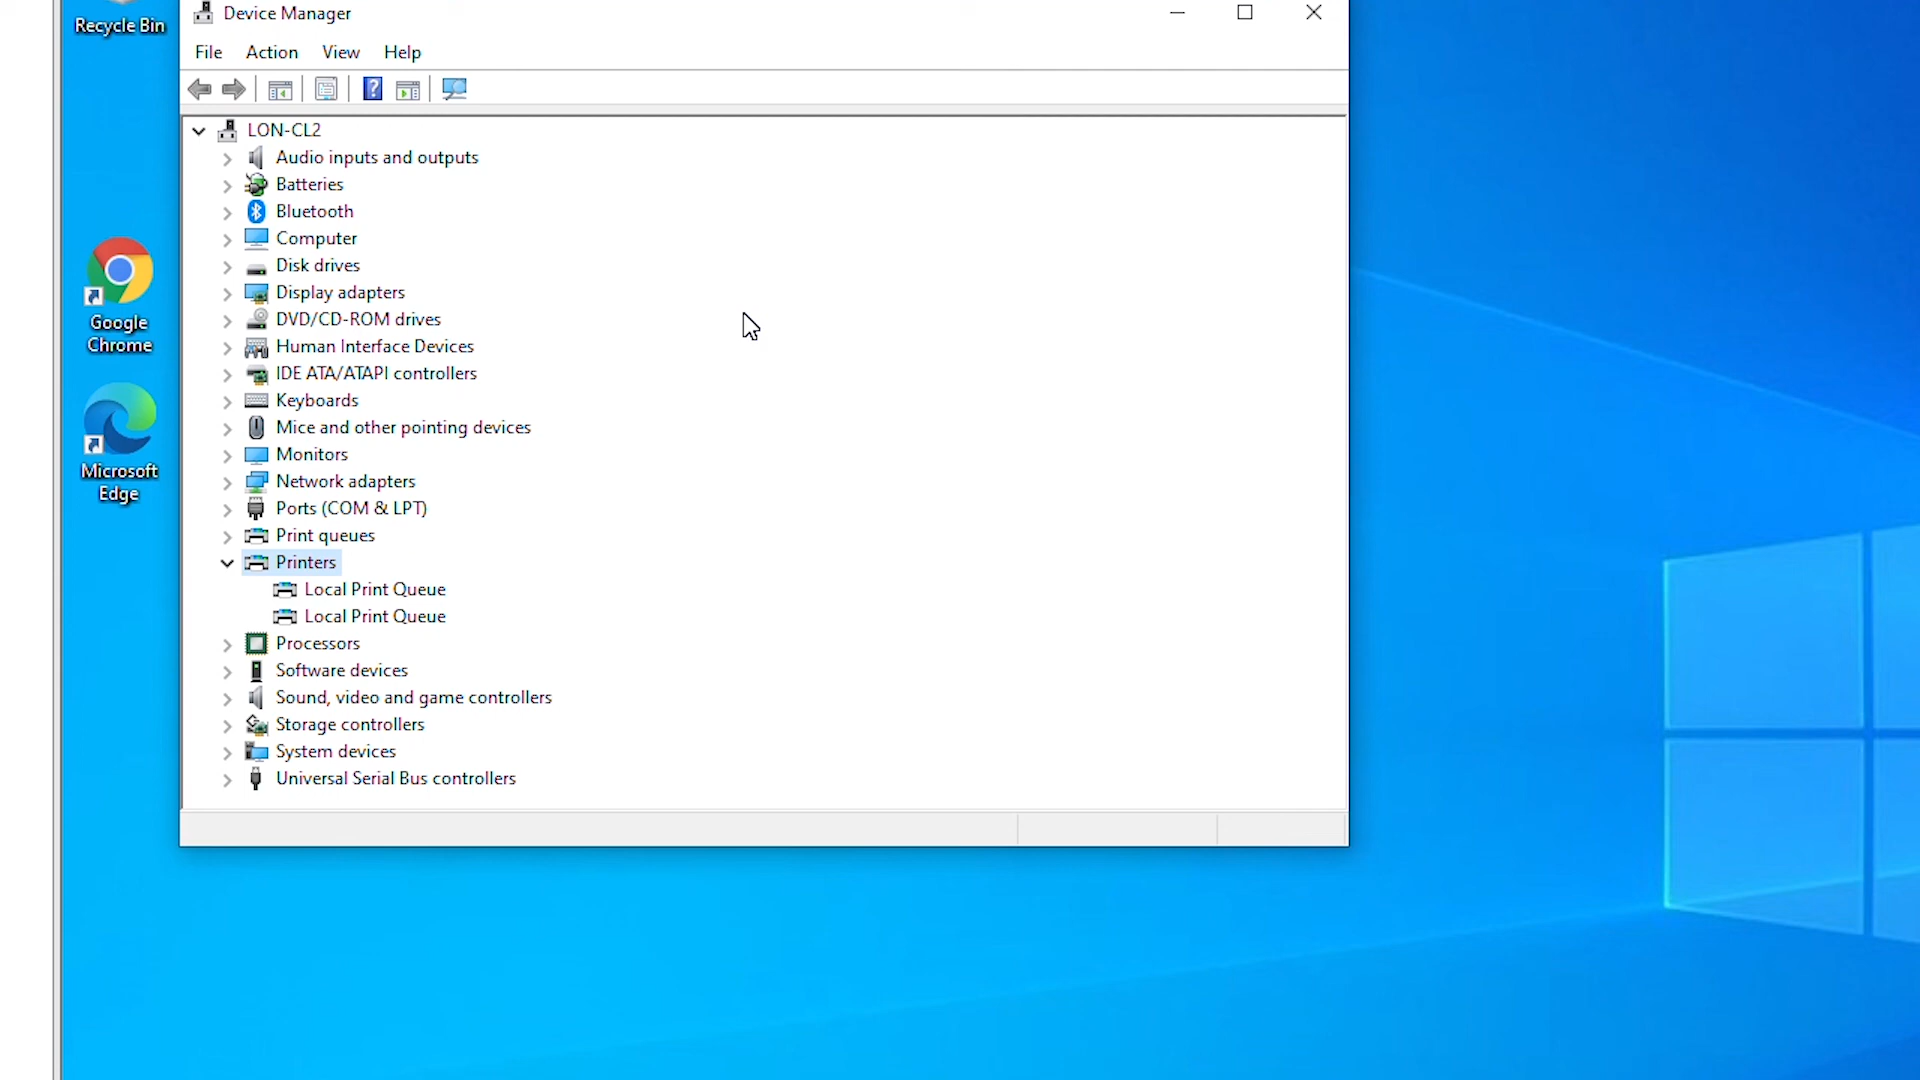 Recycle Bin
Google
Chrome
Microsoft
Edge
Device Manager
File Action View Help
LON-CL2
Audio inputs and outputs
Batteries
Bluetooth
Computer
Disk drives
Display adapters
DVD/CD-ROM drives
Human Interface Devices
IDE ATA/ATAPI controllers
Keyboards
Mice and other pointing devices
Monitors
Network adapters
Ports (COM & LPT)
Print queues
Printers
Local Print Queue
Local Print Queue
Processors
Software devices
Sound, video and game controllers
Storage controllers
System devices
Universal Serial Bus controllers